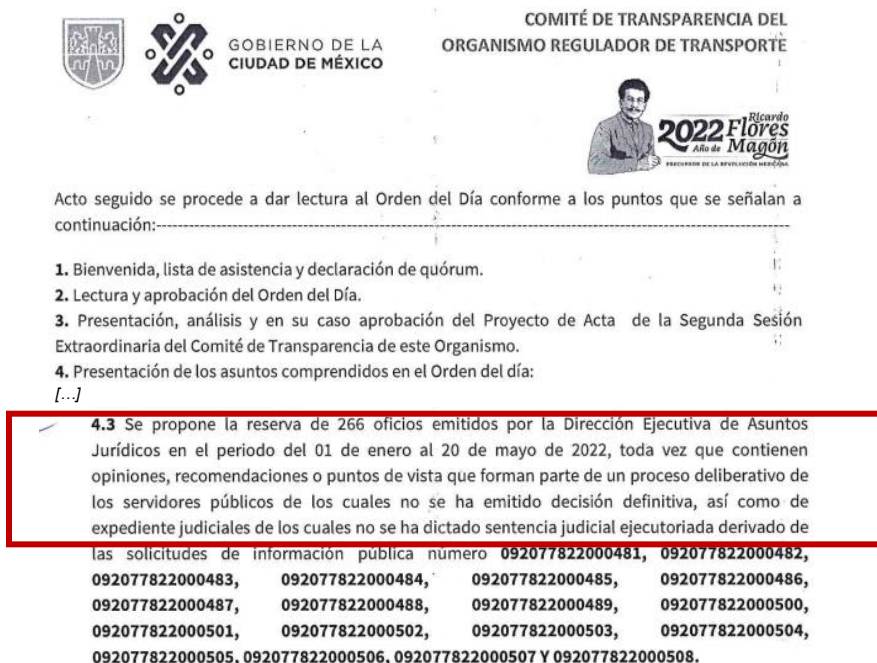 COMITÉ DE TRANSPARENCIA DEL
ORGANISMO REGULADOR DE TRANSPORTE
GOBIERNO DE LA
CIUDAD DE MÉXICO
2022 Ricardo
Flores
Año de Magón
PRECURSOR DE LA REVOLUCIÓN MEXICANA
Acto seguido se procede a dar lectura al Orden del Día conforme a los puntos que se señalan a
continuación:------------------------------------------------------------
1. Bienvenida, lista de asistencia y declaración de quórum.
2. Lectura y aprobación del Orden del Día.
3. Presentación, análisis y en su caso aprobación del Proyecto de Acta de la Segunda Sesión
Extraordinaria del Comité de Transparencia de este Organismo.
4. Presentación de los asuntos comprendidos en el Orden del día:
[...]
4.3 Se propone la reserva de 266 oficios emitidos por la Dirección Ejecutiva de Asuntos
Jurídicos en el periodo del 01 de enero al 20 de mayo de 2022, toda vez que contienen
opiniones, recomendaciones o puntos de vista que forman parte de un proceso deliberativo de
los servidores públicos de los cuales no se ha emitido decisión definitiva, así como de
expediente judiciales de los cuales no se ha dictado sentencia judicial ejecutoriada derivado de
las solicitudes de información pública número 092077822000481, 092077822000482,
092077822000483, 092077822000484, 092077822000485, 092077822000486,
092077822000487, 092077822000488, 092077822000489, 092077822000500,
092077822000501, 092077822000502, 092077822000503, 092077822000504,
092077822000505, 092077822000506, 092077822000507 Y 092077822000508.